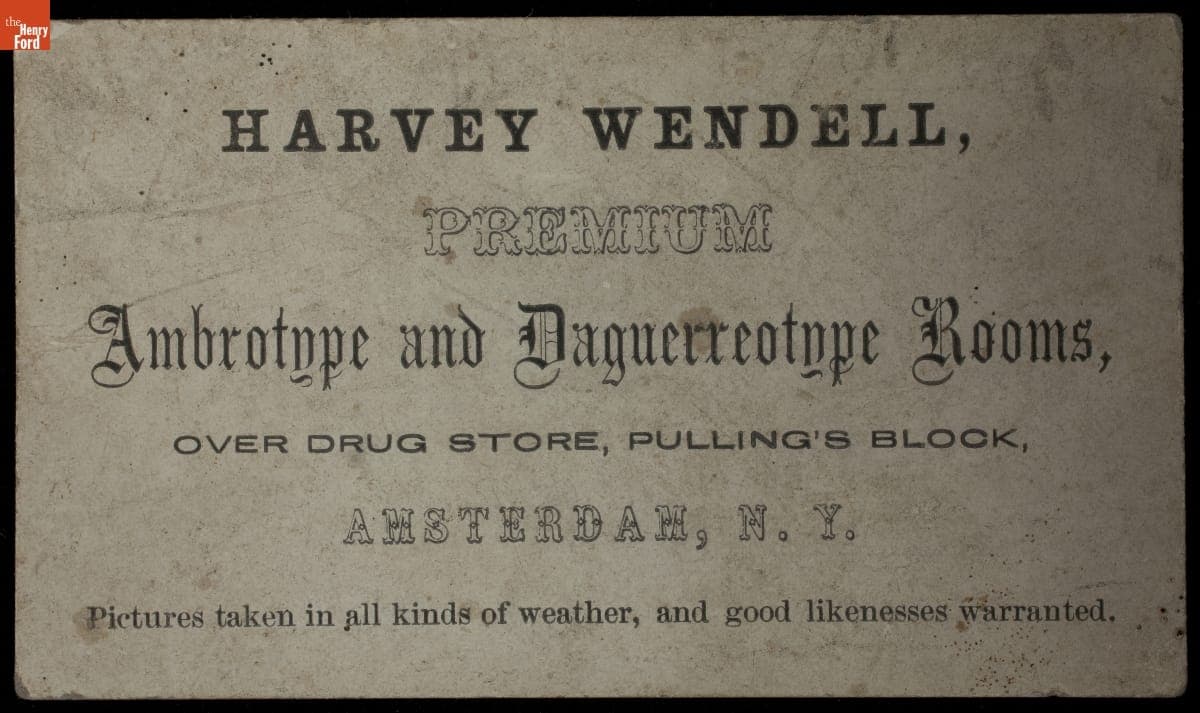 the
Henry
Ford
HARVEY WENDELL,
PREMIUM
Ambrotype and Daguerreotype Rooms,
OVER DRUG STORE, PULLING'S BLOCK,
AMSTERDAM, N. Y.
Pictures taken in all kinds of weather, and good likenesses warranted.